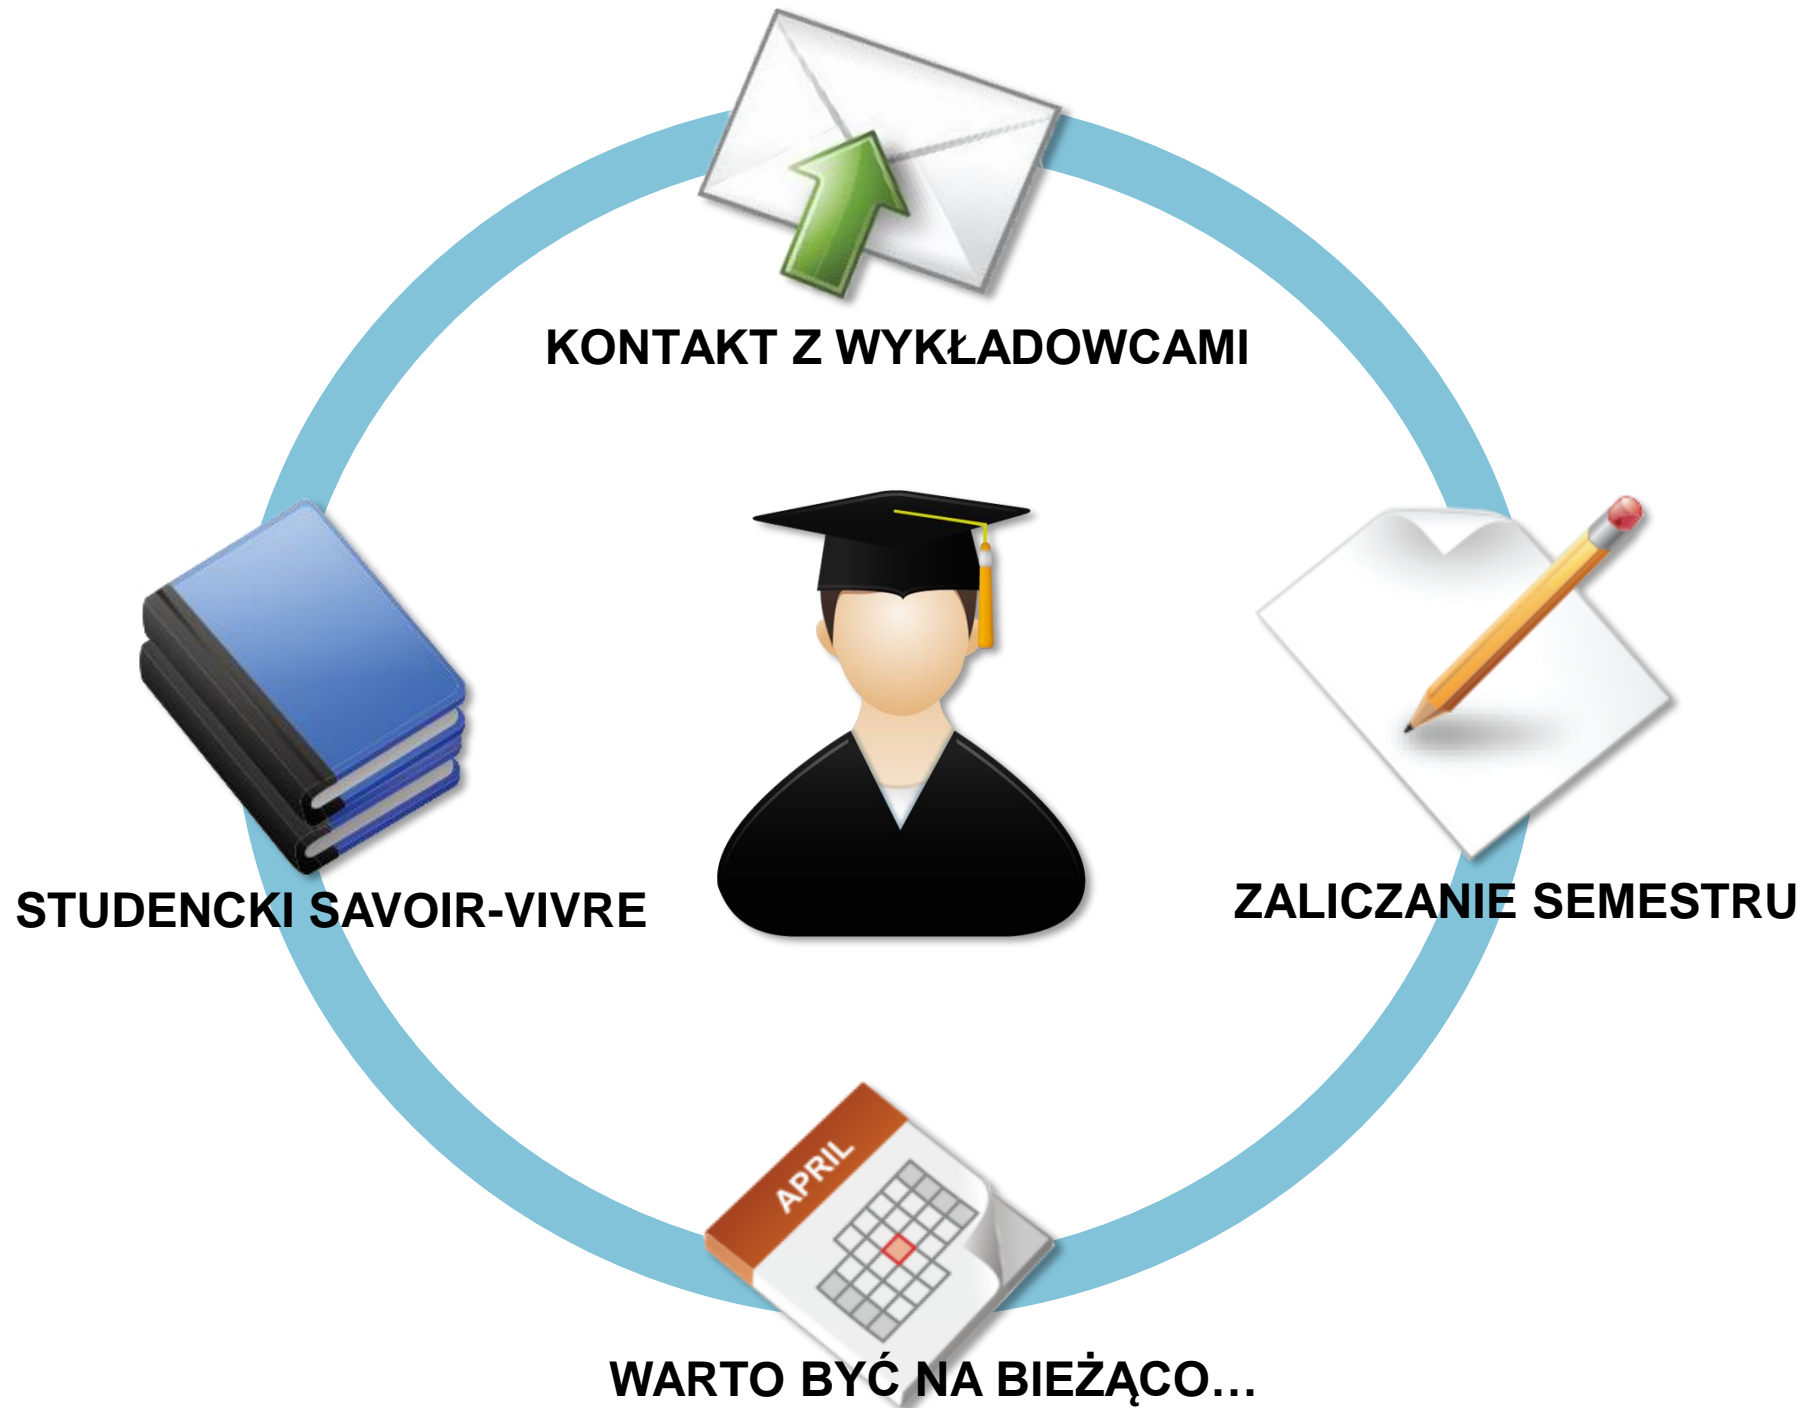 KONTAKT Z WYKŁADOWCAMI
STUDENCKI SAVOIR-VIVRE
ZALICZANIE SEMESTRU
APRIL
WARTO BYĆ NA BIEŻĄCO…